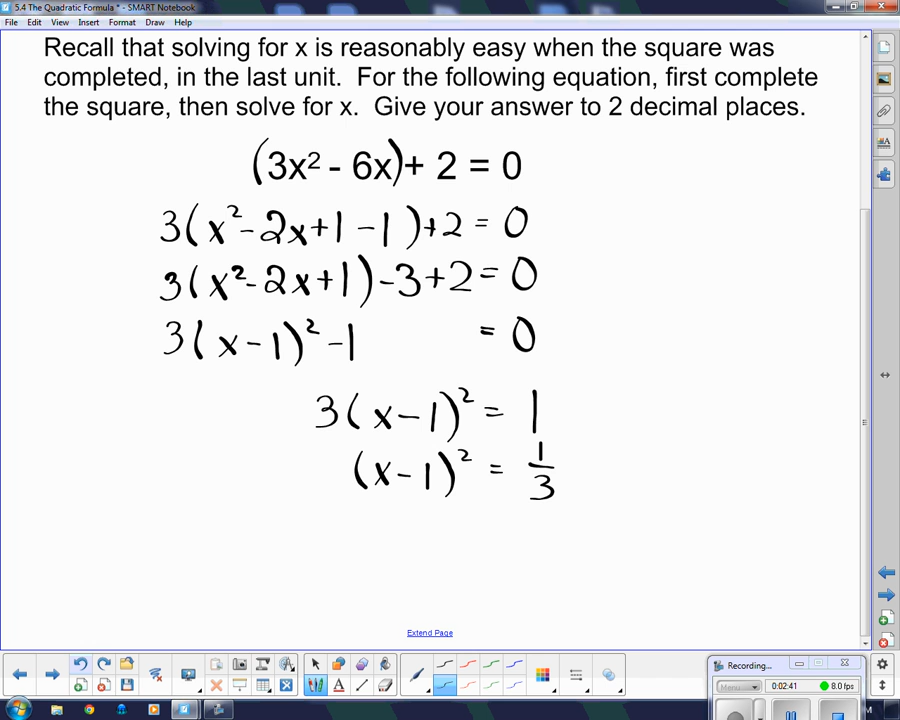 5.4 The Quadratic Formula * - SMART Notebook
File Edit View Insert Format Draw Help
Recall that solving for x is reasonably easy when the square was
completed, in the last unit. For the following equation, first complete
the square, then solve for x. Give your answer to 2 decimal places.
(3x² - 6x) + 2 = 0
3(x² - 2x + 1 - 1) + 2 = 0
3(x² - 2x + 1) - 3 + 2 = 0
3(x - 1)² - 1 = 0
3(x - 1)² = 1
(x - 1)² = 1/3
Extend Page
Recording...
Menu
0:02:41
8.0 fps